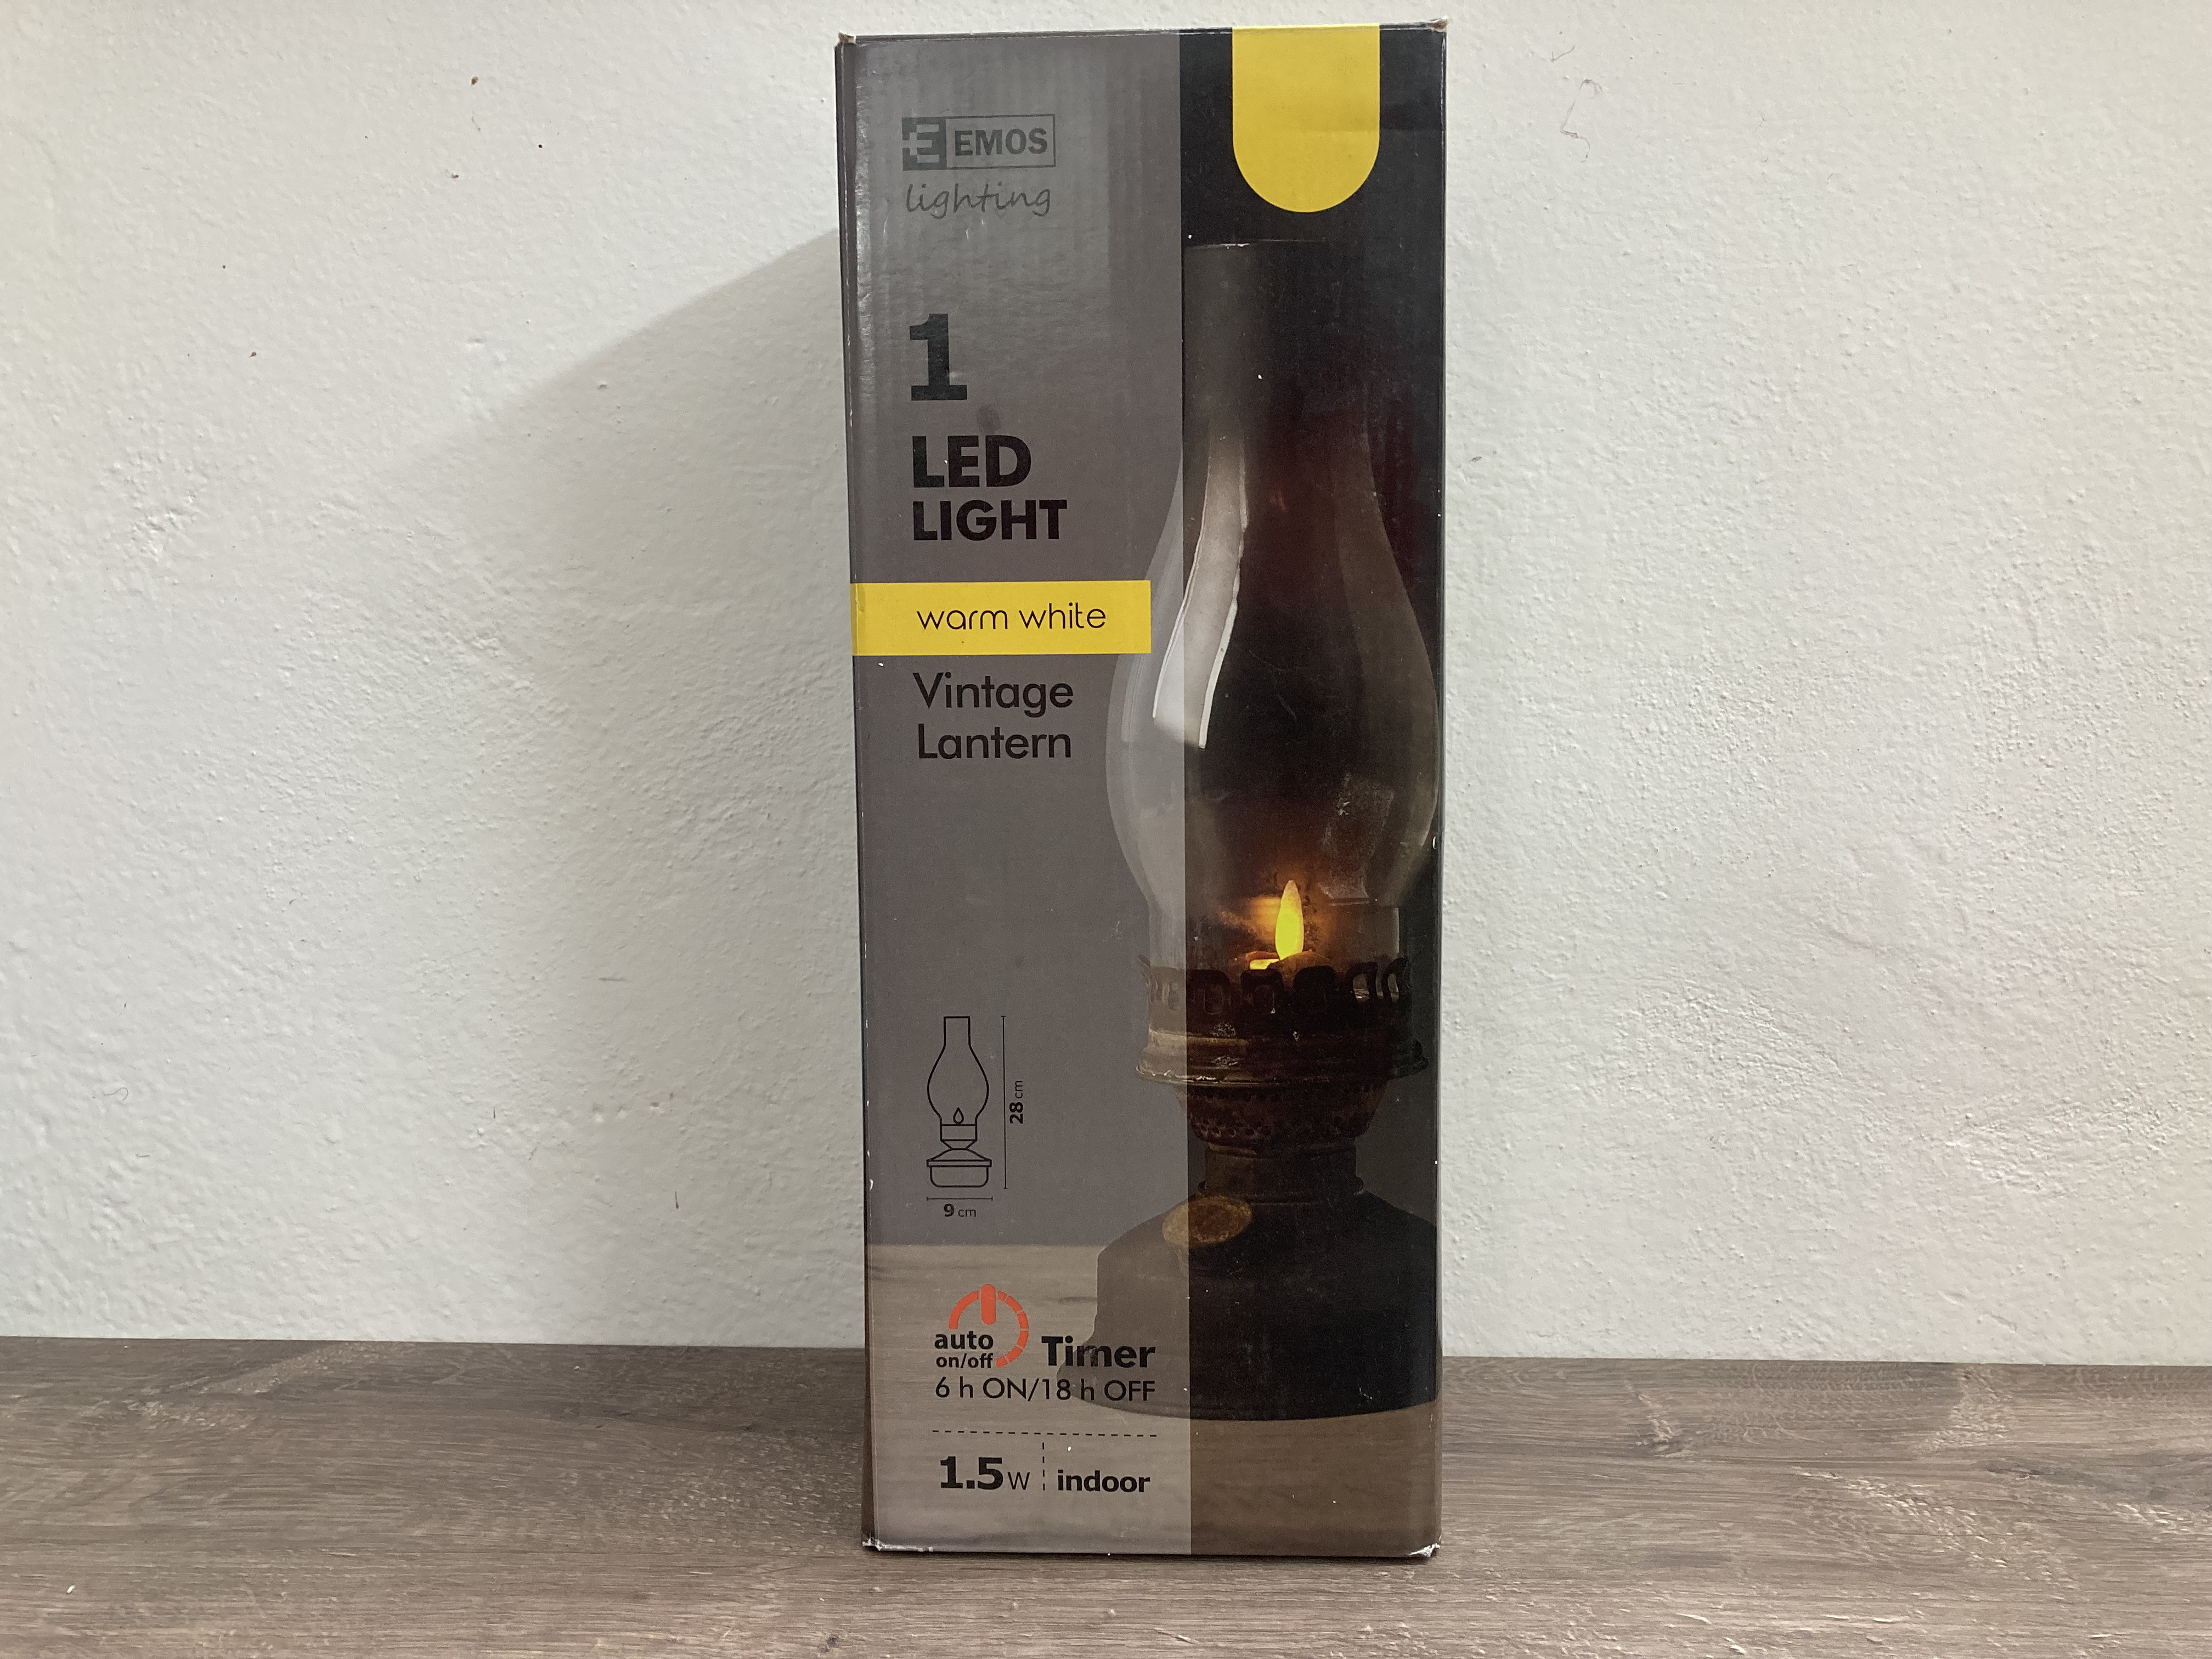 EMOS
lighting
1
LED
LIGHT
warm white
Vintage
Lantern
28 cm
9 cm
auto
on/off
Timer
6 h ON/18 h OFF
1.5 W
indoor